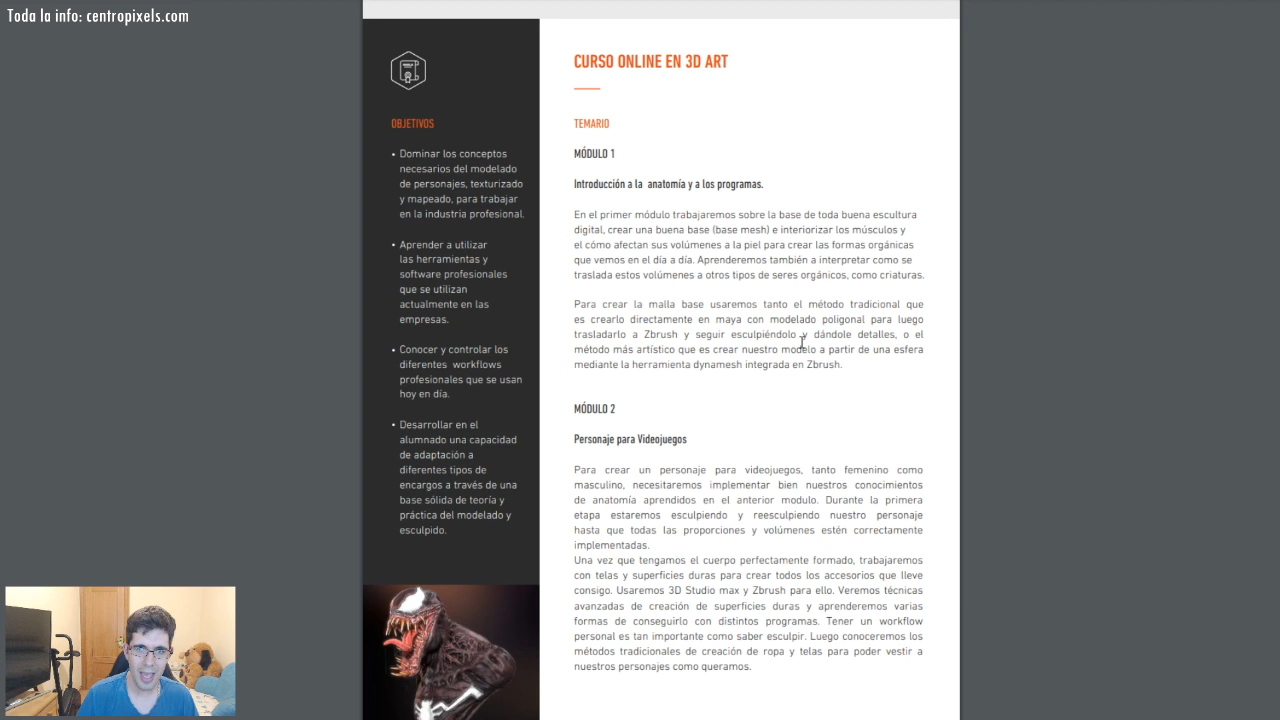 Toda la info: centropixels.com
OBJETIVOS
• Dominar los conceptos
necesarios del modelado
de personajes, texturizado
y mapeado, para trabajar
en la industria profesional.
• Aprender a utilizar
las herramientas y
software profesionales
que se utilizan
actualmente en las
empresas.
• Conocer y controlar los
diferentes workflows
profesionales que se usan
hoy en día.
• Desarrollar en el
alumnado una capacidad
de adaptación a
diferentes tipos de
encargos a través de una
base sólida de teoría y
práctica del modelado y
esculpido.
CURSO ONLINE EN 3D ART
TEMARIO
MÓDULO 1
Introducción a la anatomía y a los programas.
En el primer módulo trabajaremos sobre la base de toda buena escultura
digital, crear una buena base (base mesh) e interiorizar los músculos y
el cómo afectan sus volúmenes a la piel para crear las formas orgánicas
que vemos en el día a día. Aprenderemos también a interpretar como se
traslada estos volúmenes a otros tipos de seres orgánicos, como criaturas.
Para crear la malla base usaremos tanto el método tradicional que
es crearlo directamente en maya con modelado poligonal para luego
trasladarlo a Zbrush y seguir esculpiéndolo y dándole detalles, o el
método más artístico que es crear nuestro modelo a partir de una esfera
mediante la herramienta dynamesh integrada en Zbrush.
MÓDULO 2
Personaje para Videojuegos
Para crear un personaje para videojuegos, tanto femenino como
masculino, necesitaremos implementar bien nuestros conocimientos
de anatomía aprendidos en el anterior modulo. Durante la primera
etapa estaremos esculpiendo y reesculpiendo nuestro personaje
hasta que todas las proporciones y volúmenes estén correctamente
implementadas.
Una vez que tengamos el cuerpo perfectamente formado, trabajaremos
con telas y superficies duras para crear todos los accesorios que lleve
consigo. Usaremos 3D Studio max y Zbrush para ello. Veremos técnicas
avanzadas de creación de superficies duras y aprenderemos varias
formas de conseguirlo con distintos programas. Tener un workflow
personal es tan importante como saber esculpir. Luego conoceremos los
métodos tradicionales de creación de ropa y telas para poder vestir a
nuestros personajes como queramos.